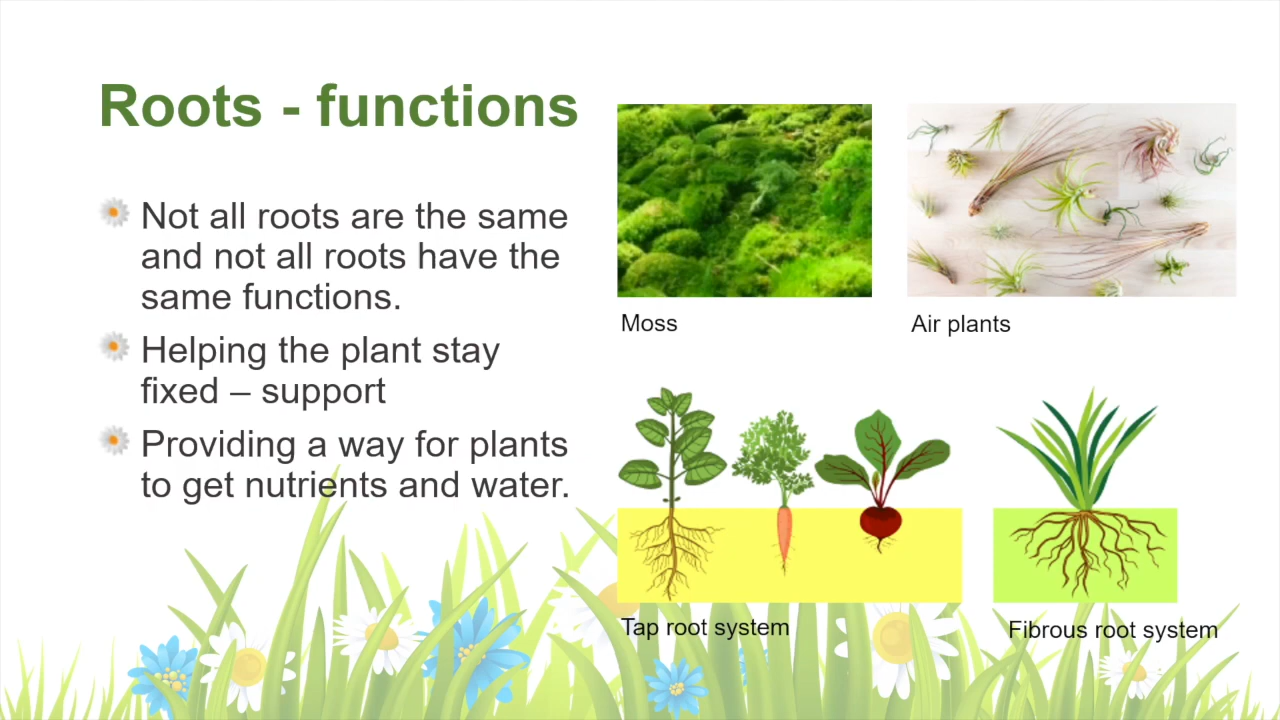 Roots - functions
Not all roots are the same
and not all roots have the
same functions.
Helping the plant stay
fixed – support
Providing a way for plants
to get nutrients and water.
Moss
Air plants
Tap root system
Fibrous root system